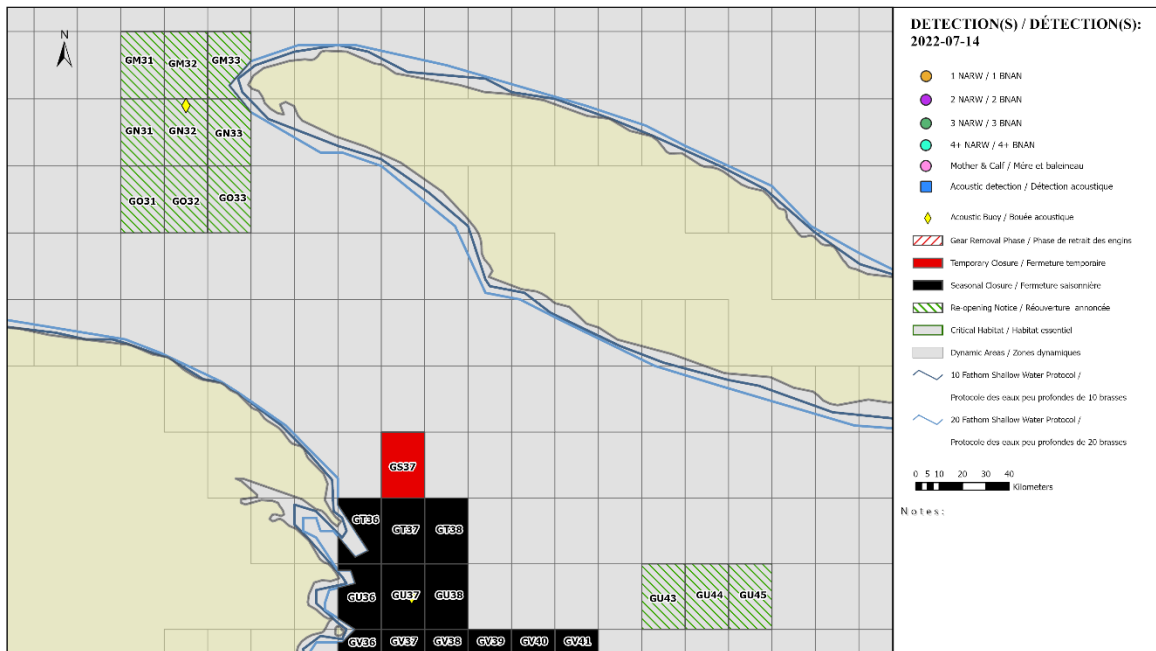 N
GM31 GM32 GM33
GN31 GN32 GN33
GO31 GO32 GO33
GS37
GT36 GT37 GT38
GU36 GU37 GU38 GU43 GU44 GU45
GV36 GV37 GV38 GV39 GV40 GV41
DETECTION(S) / DÉTECTION(S):
2022-07-14
1 NARW / 1 BNAN
2 NARW / 2 BNAN
3 NARW / 3 BNAN
4+ NARW / 4+ BNAN
Mother & Calf / Mére et baleineau
Acoustic detection / Détection acoustique
Acoustic Buoy / Bouée acoustique
Gear Removal Phase / Phase de retrait des engins
Temporary Closure / Fermeture temporaire
Seasonal Closure / Fermeture saisonnière
Re-opening Notice / Réouverture annoncée
Critical Habitat / Habitat essentiel
Dynamic Areas / Zones dynamiques
10 Fathom Shallow Water Protocol /
Protocole des eaux peu profondes de 10 brasses
20 Fathom Shallow Water Protocol /
Protocole des eaux peu profondes de 20 brasses
0 5 10 20 30 40
Kilometers
Notes: